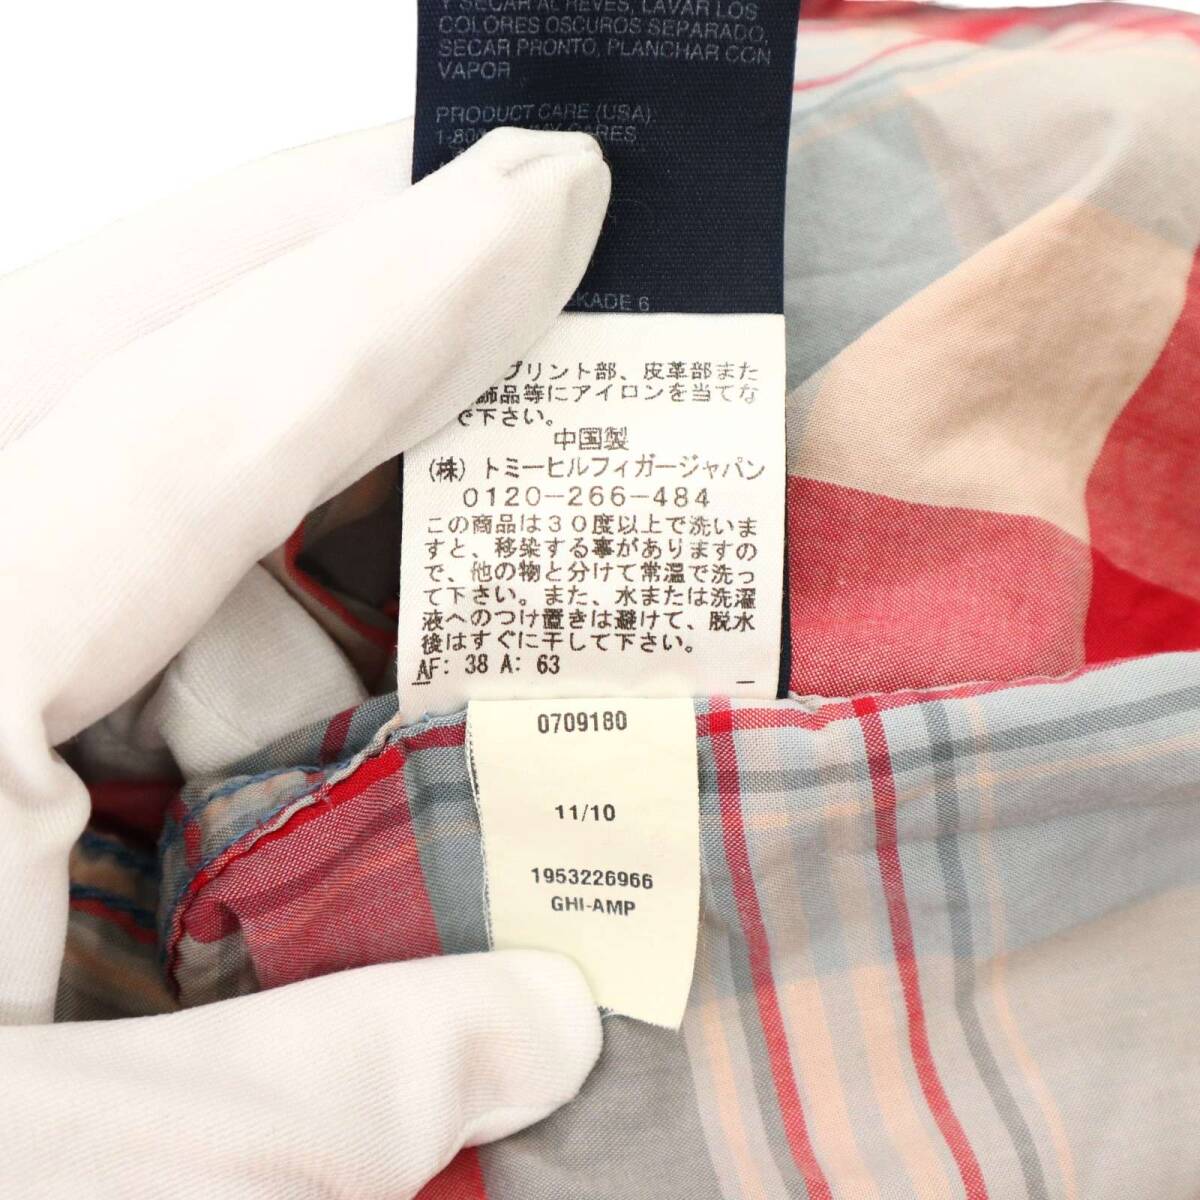 Y SECAR AL REVES, LAVAR LOS
COLORES OSCUROS SEPARADO,
SECAR PRONTO, PLANCHAR CON
VAPOR
PRODUCT CARE (USA):
KADE 6
プリント部、皮革部また
飾品等にアイロンを当てな
で下さい。
中国製
(株) トミーヒルフィガージャパン
0120-266-484
この商品は30度以上で洗いま
すと、移染する事がありますの
で、他の物と分けて常温で洗っ
て下さい。また、水または洗濯
液へのつけ置きは避けて、脱水
後はすぐに干して下さい。
AF: 38 A: 63
0709180
11/10
1953226966
GHI-AMP